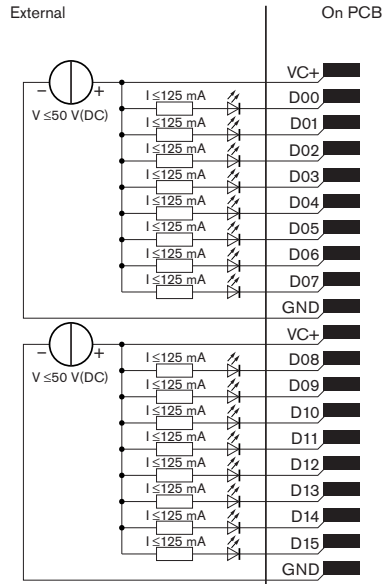 External On PCB
VC+
I ≤125 mA D00
V ≤50 V(DC)
− +
I ≤125 mA D01
I ≤125 mA D02
I ≤125 mA D03
I ≤125 mA D04
I ≤125 mA D05
I ≤125 mA D06
I ≤125 mA D07
GND
VC+
− +
I ≤125 mA D08
V ≤50 V(DC)
I ≤125 mA D09
I ≤125 mA D10
I ≤125 mA D11
I ≤125 mA D12
I ≤125 mA D13
I ≤125 mA D14
I ≤125 mA D15
GND